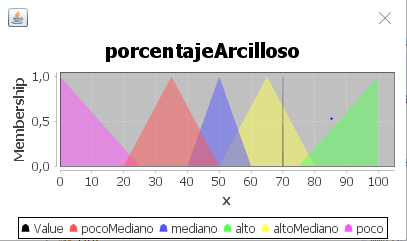 porcentajeArcilloso
Membership
1,0
0,5
0,0
0 10 20 30 40 50 60 70 80 90 100
x
Value pocoMediano mediano alto altoMediano poco